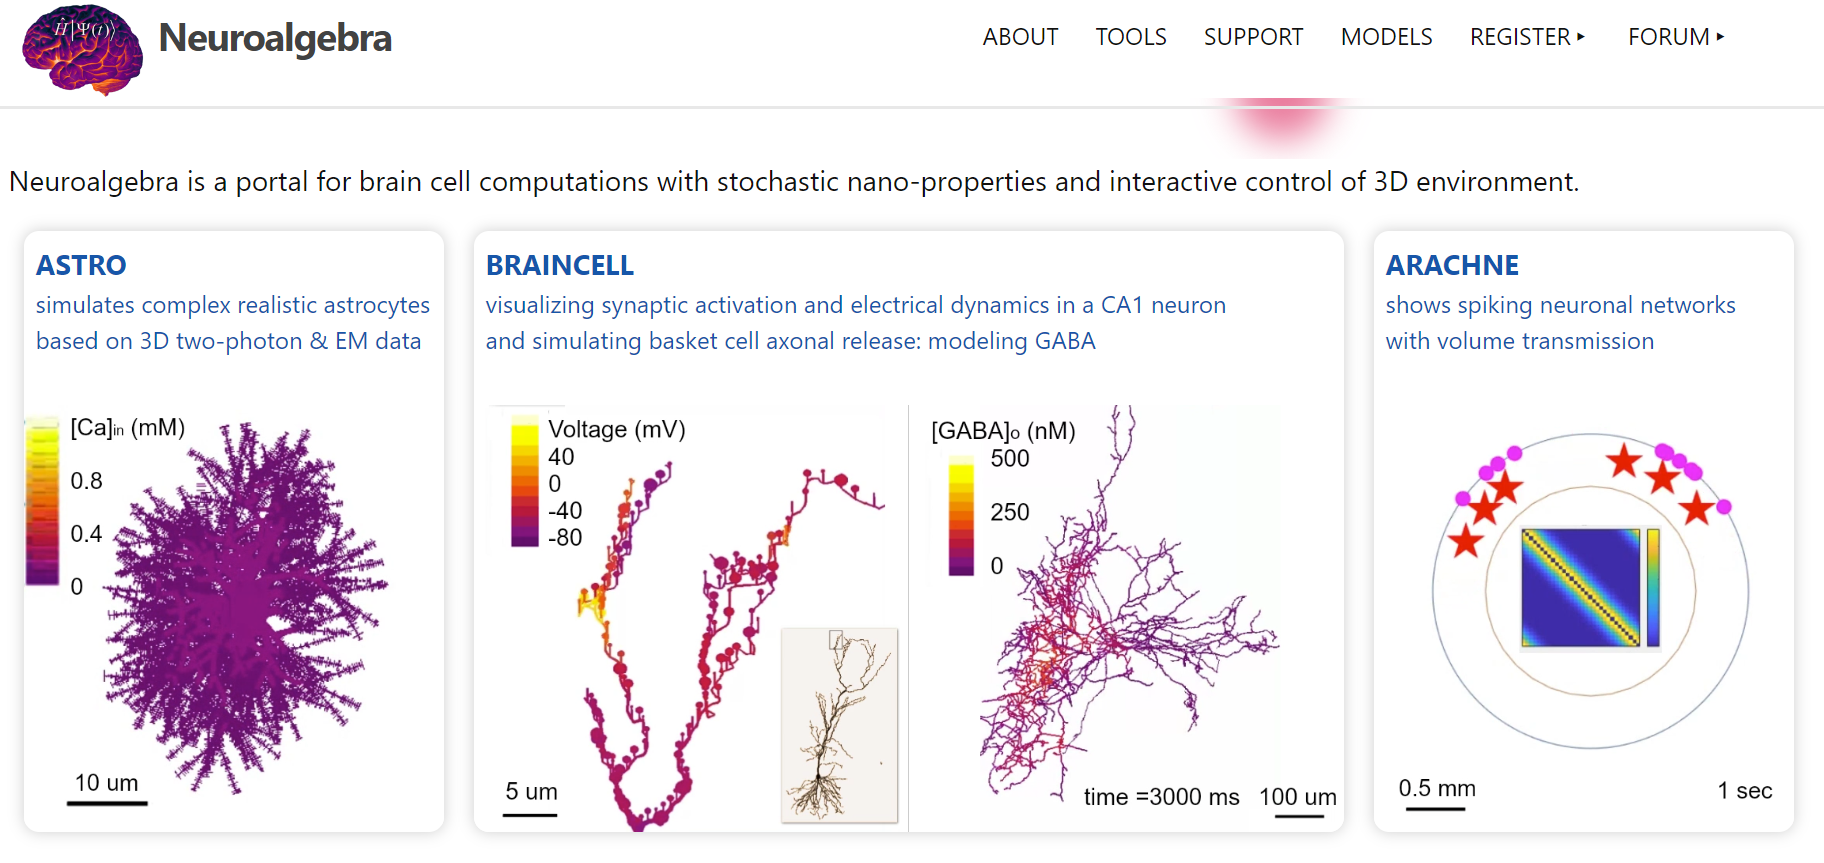 Ĥ|Ψ(t)⟩
Neuroalgebra
ABOUT TOOLS SUPPORT MODELS REGISTER ▸ FORUM ▸
Neuroalgebra is a portal for brain cell computations with stochastic nano-properties and interactive control of 3D environment.
ASTRO
simulates complex realistic astrocytes
based on 3D two-photon & EM data
[Ca]in (mM)
0.8
0.4
0
10 um
BRAINCELL
visualizing synaptic activation and electrical dynamics in a CA1 neuron
and simulating basket cell axonal release: modeling GABA
Voltage (mV)
40
0
-40
-80
5 um
[GABA]o (nM)
500
250
0
time =3000 ms 100 um
ARACHNE
shows spiking neuronal networks
with volume transmission
0.5 mm 1 sec